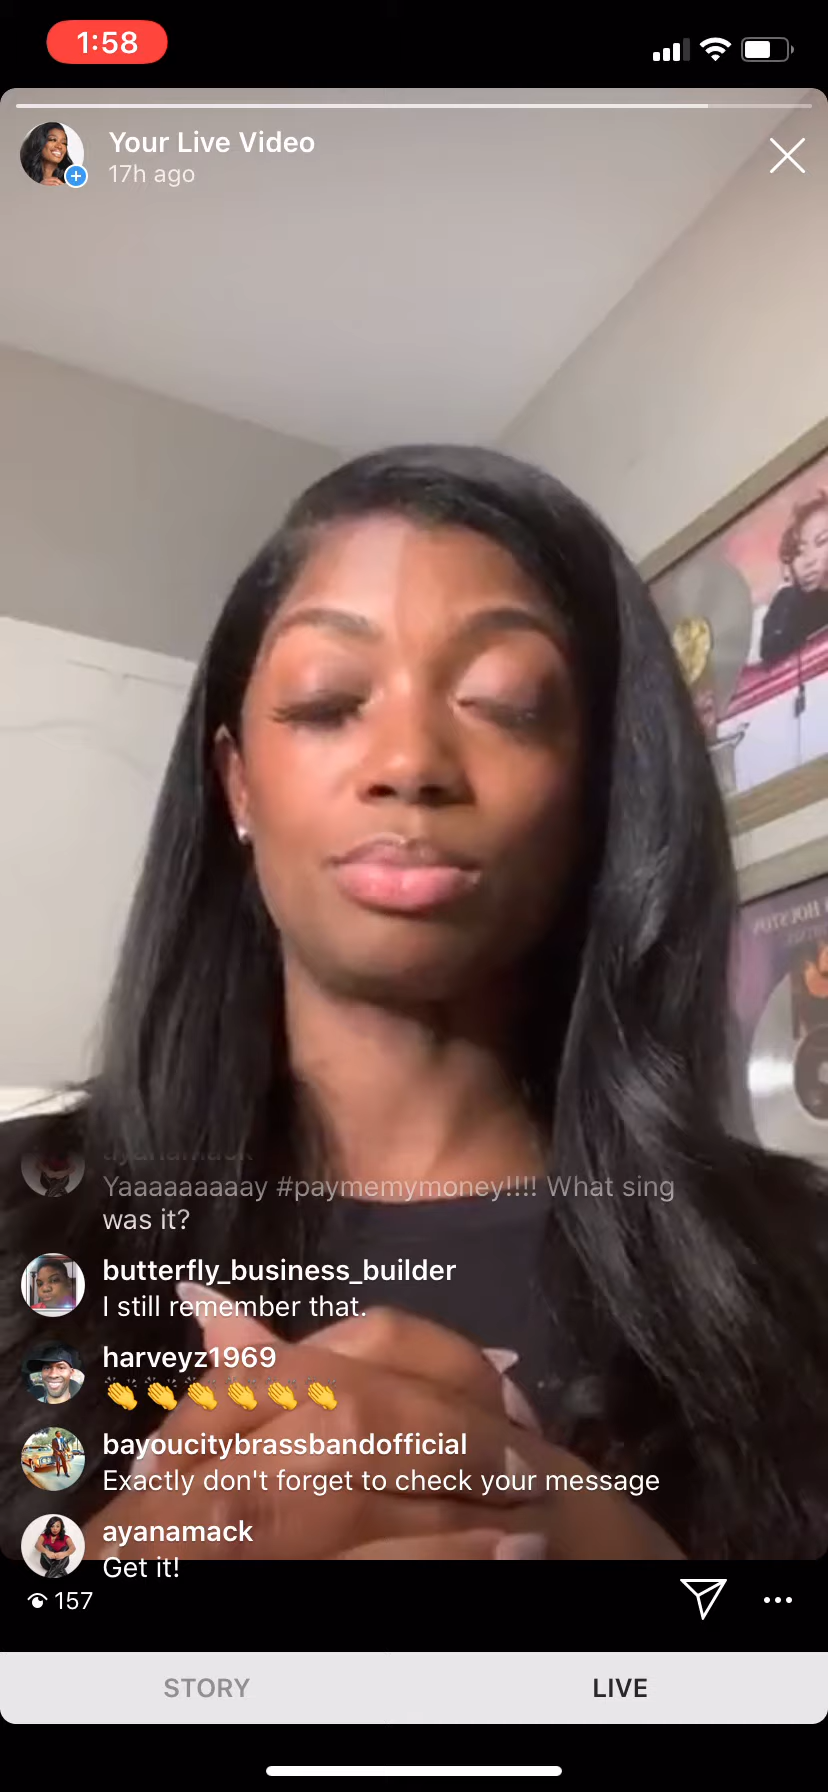 1:58
Your Live Video
17h ago
ayanamack
Yaaaaaaaaay #paymemymoney!!!! What sing
was it?
butterfly_business_builder
I still remember that.
harveyz1969
👏👏👏👏👏👏
bayoucitybrassbandofficial
Exactly don't forget to check your message
ayanamack
Get it!
157
STORY
LIVE